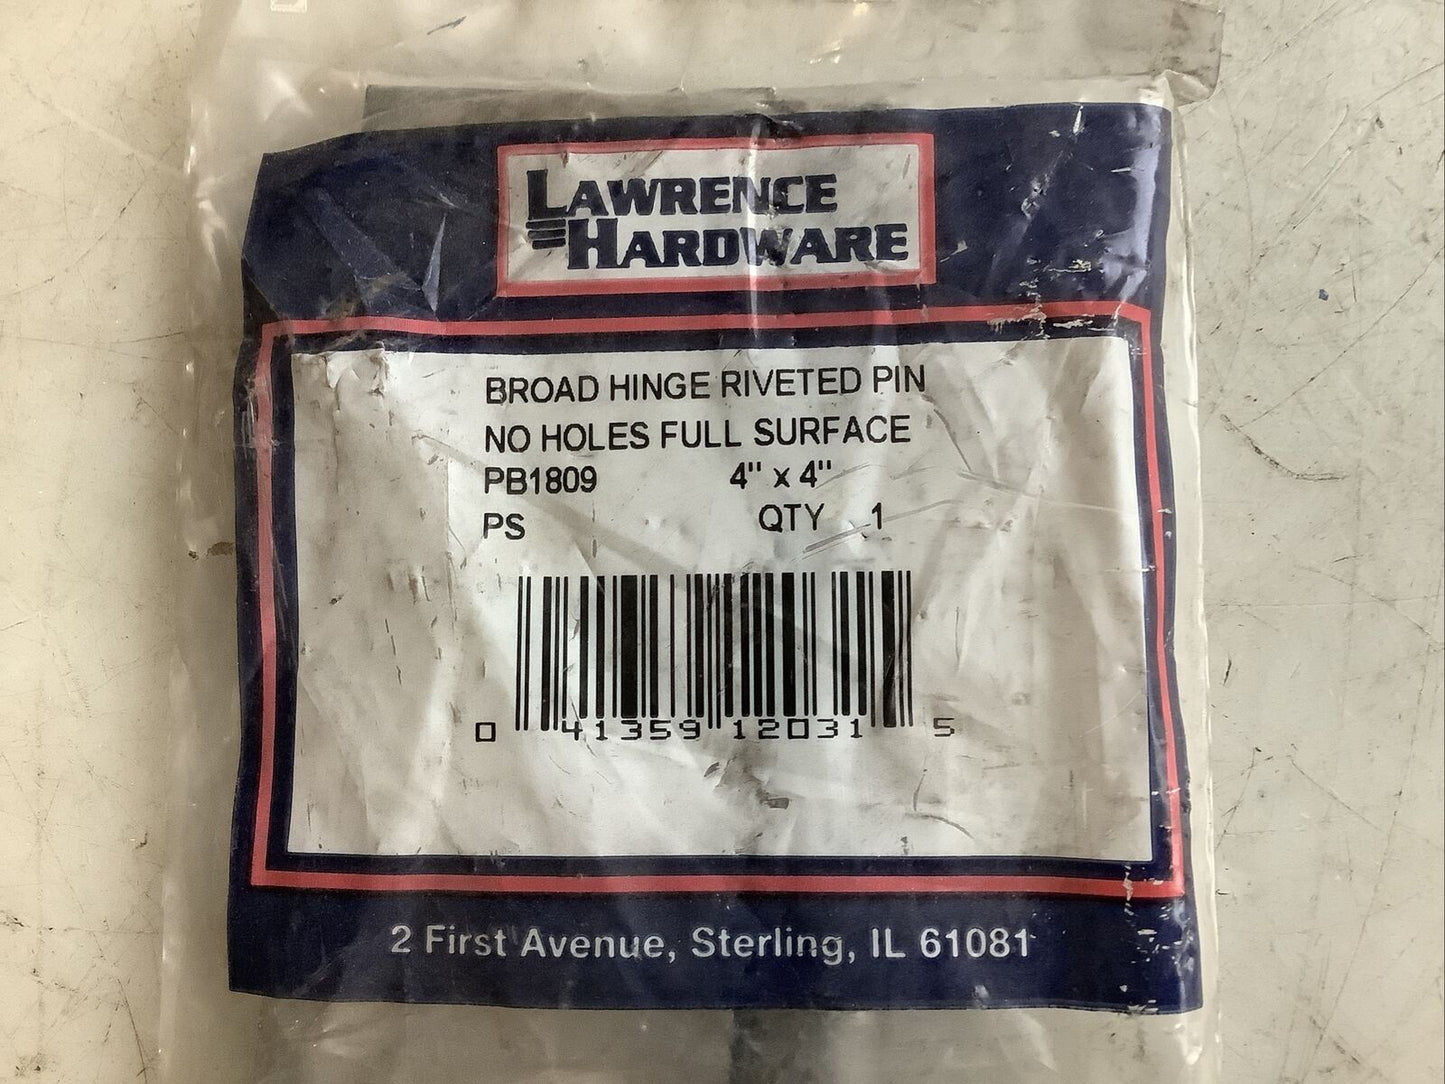 LAWRENCE
HARDWARE
BROAD HINGE RIVETED PIN
NO HOLES FULL SURFACE
PB1809 4" x 4"
PS QTY 1
0 41359 12031 5
2 First Avenue, Sterling, IL 61081